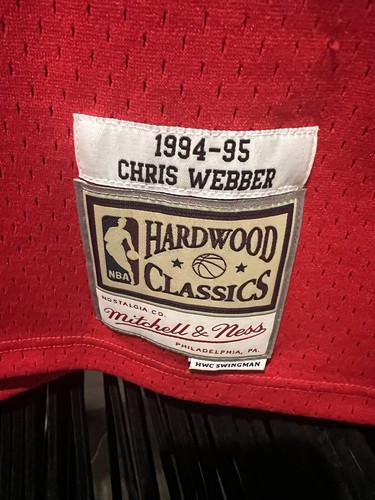 1994-95
CHRIS WEBBER
HARDWOOD
CLASSICS
NBA
NOSTALGIA CO.
Mitchell & Ness
PHILADELPHIA, PA.
HWC SWINGMAN